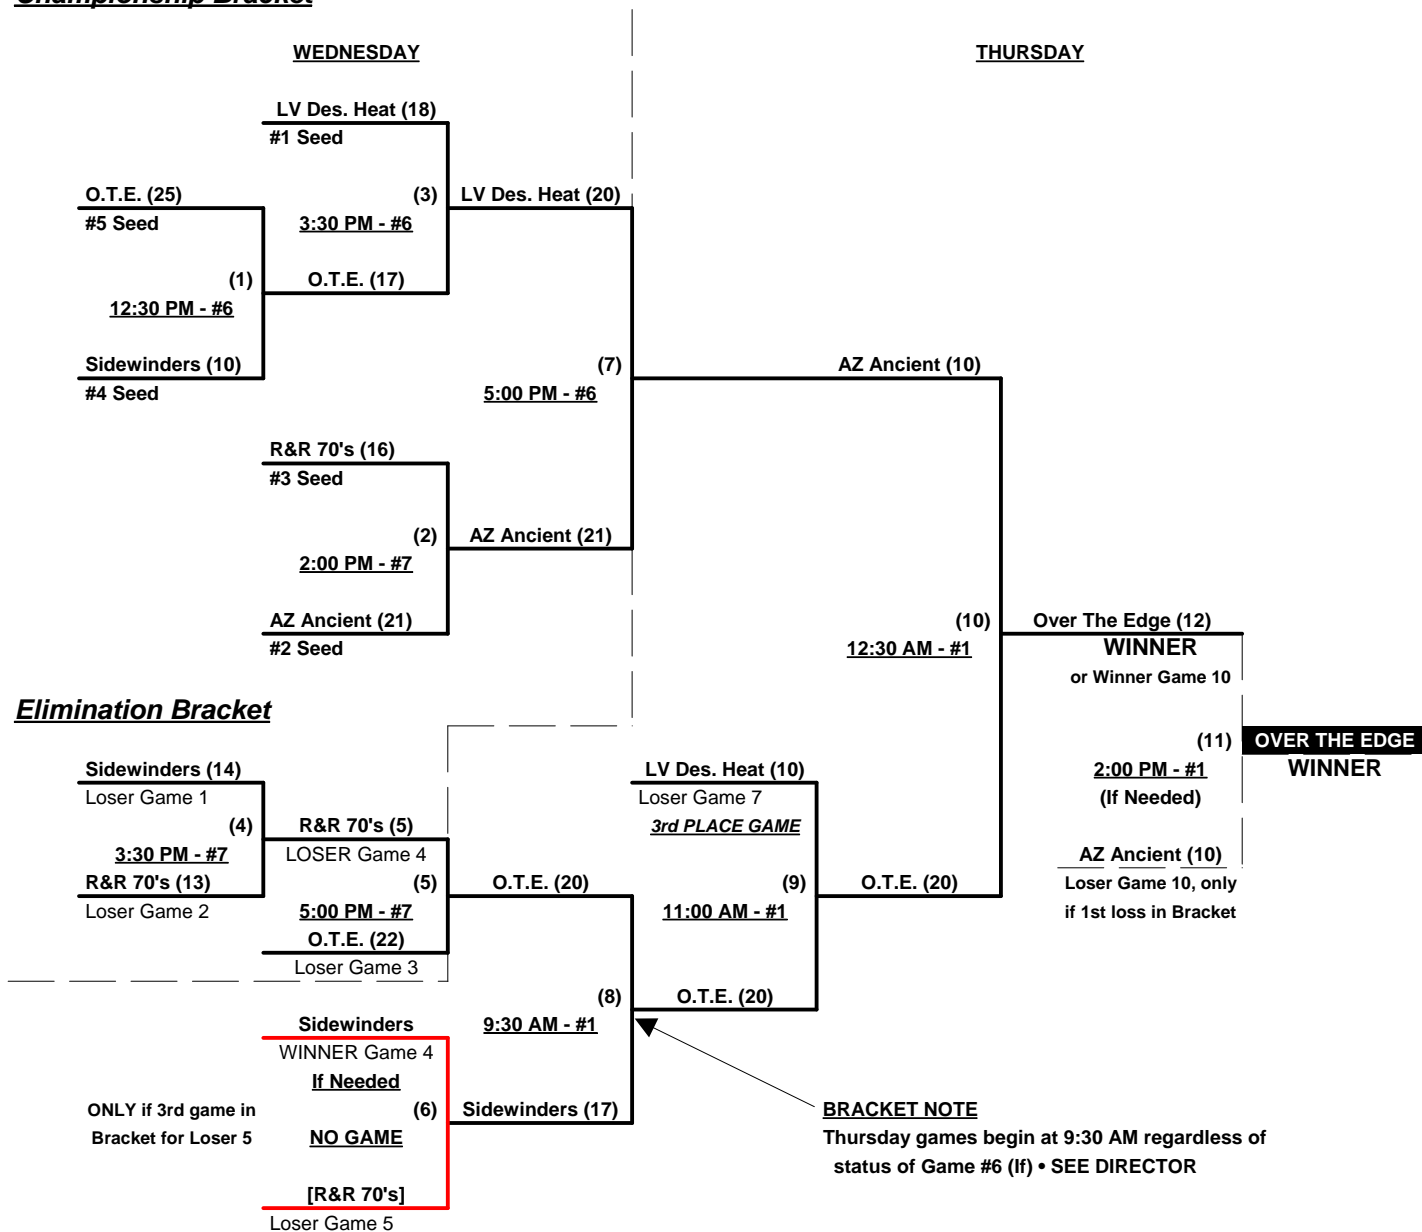 Championship Bracket
WEDNESDAY
THURSDAY
LV Des. Heat (18)
#1 Seed
O.T.E. (25)
#5 Seed
(3)
3:30 PM - #6
LV Des. Heat (20)
(1)
12:30 PM - #6
O.T.E. (17)
Sidewinders (10)
#4 Seed
(7)
5:00 PM - #6
AZ Ancient (10)
R&R 70's (16)
#3 Seed
(2)
2:00 PM - #7
AZ Ancient (21)
AZ Ancient (21)
#2 Seed
(10)
12:30 AM - #1
Over The Edge (12)
WINNER
or Winner Game 10
Elimination Bracket
(11)
2:00 PM - #1
(If Needed)
OVER THE EDGE
WINNER
Sidewinders (14)
Loser Game 1
(4)
3:30 PM - #7
R&R 70's (13)
Loser Game 2
R&R 70's (5)
LOSER Game 4
(5)
5:00 PM - #7
O.T.E. (22)
Loser Game 3
O.T.E. (20)
LV Des. Heat (10)
Loser Game 7
3rd PLACE GAME
(9)
11:00 AM - #1
O.T.E. (20)
AZ Ancient (10)
Loser Game 10, only
if 1st loss in Bracket
(8)
9:30 AM - #1
O.T.E. (20)
Sidewinders
WINNER Game 4
If Needed
ONLY if 3rd game in
Bracket for Loser 5
(6)
NO GAME
Sidewinders (17)
[R&R 70's]
Loser Game 5
BRACKET NOTE
Thursday games begin at 9:30 AM regardless of
status of Game #6 (If) • SEE DIRECTOR